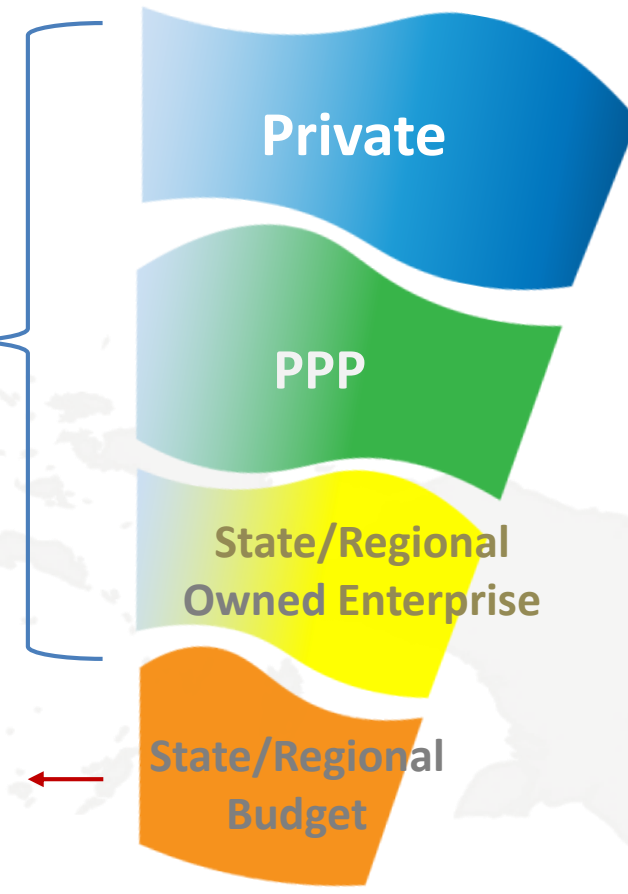 Private
PPP
State/Regional
Owned Enterprise
State/Regional
Budget